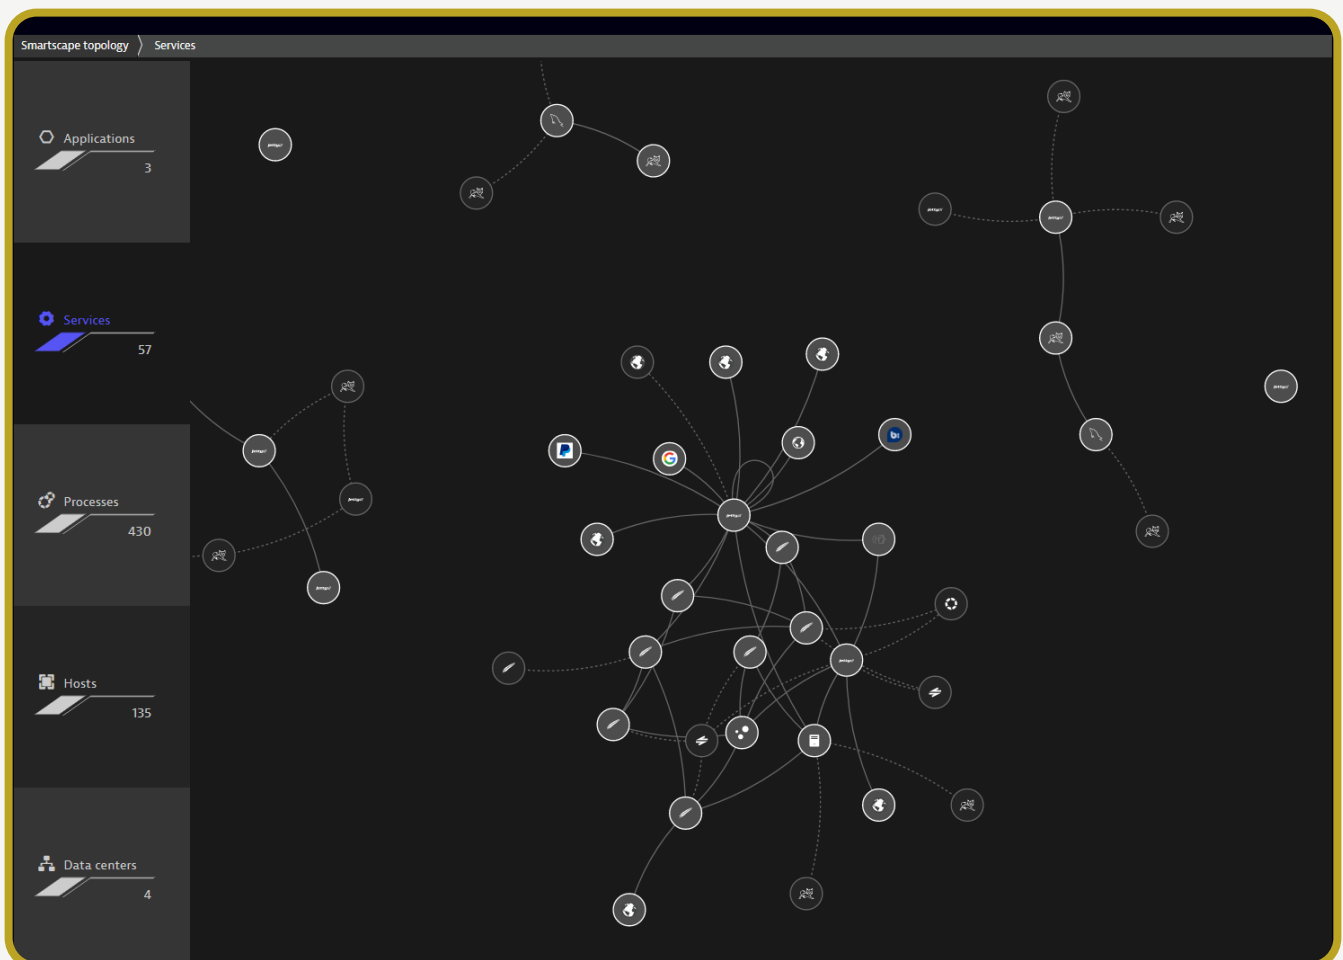 Smartscape topology
Services
Applications
3
Services
57
Processes
430
Hosts
135
Data centers
4